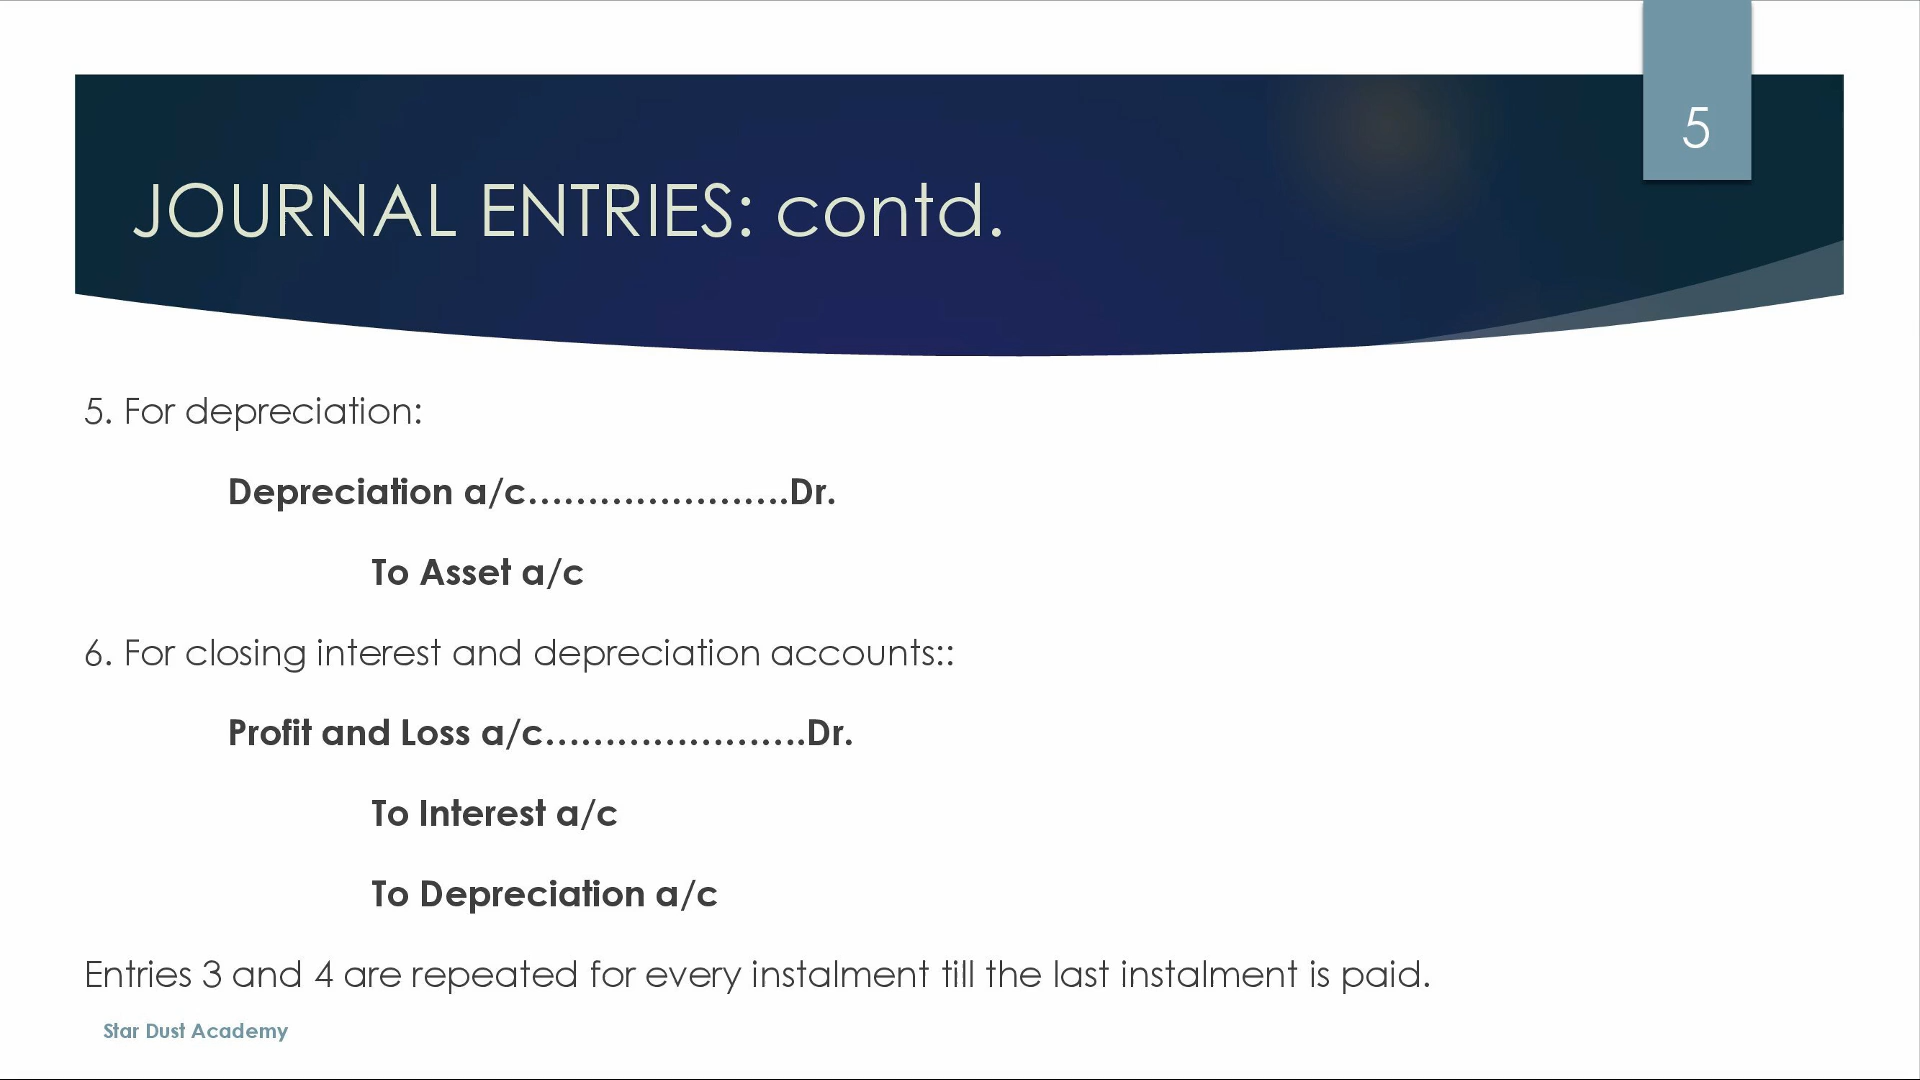 5
JOURNAL ENTRIES: contd.
5. For depreciation:
Depreciation a/c......................Dr.
To Asset a/c
6. For closing interest and depreciation accounts::
Profit and Loss a/c......................Dr.
To Interest a/c
To Depreciation a/c
Entries 3 and 4 are repeated for every instalment till the last instalment is paid.
Star Dust Academy